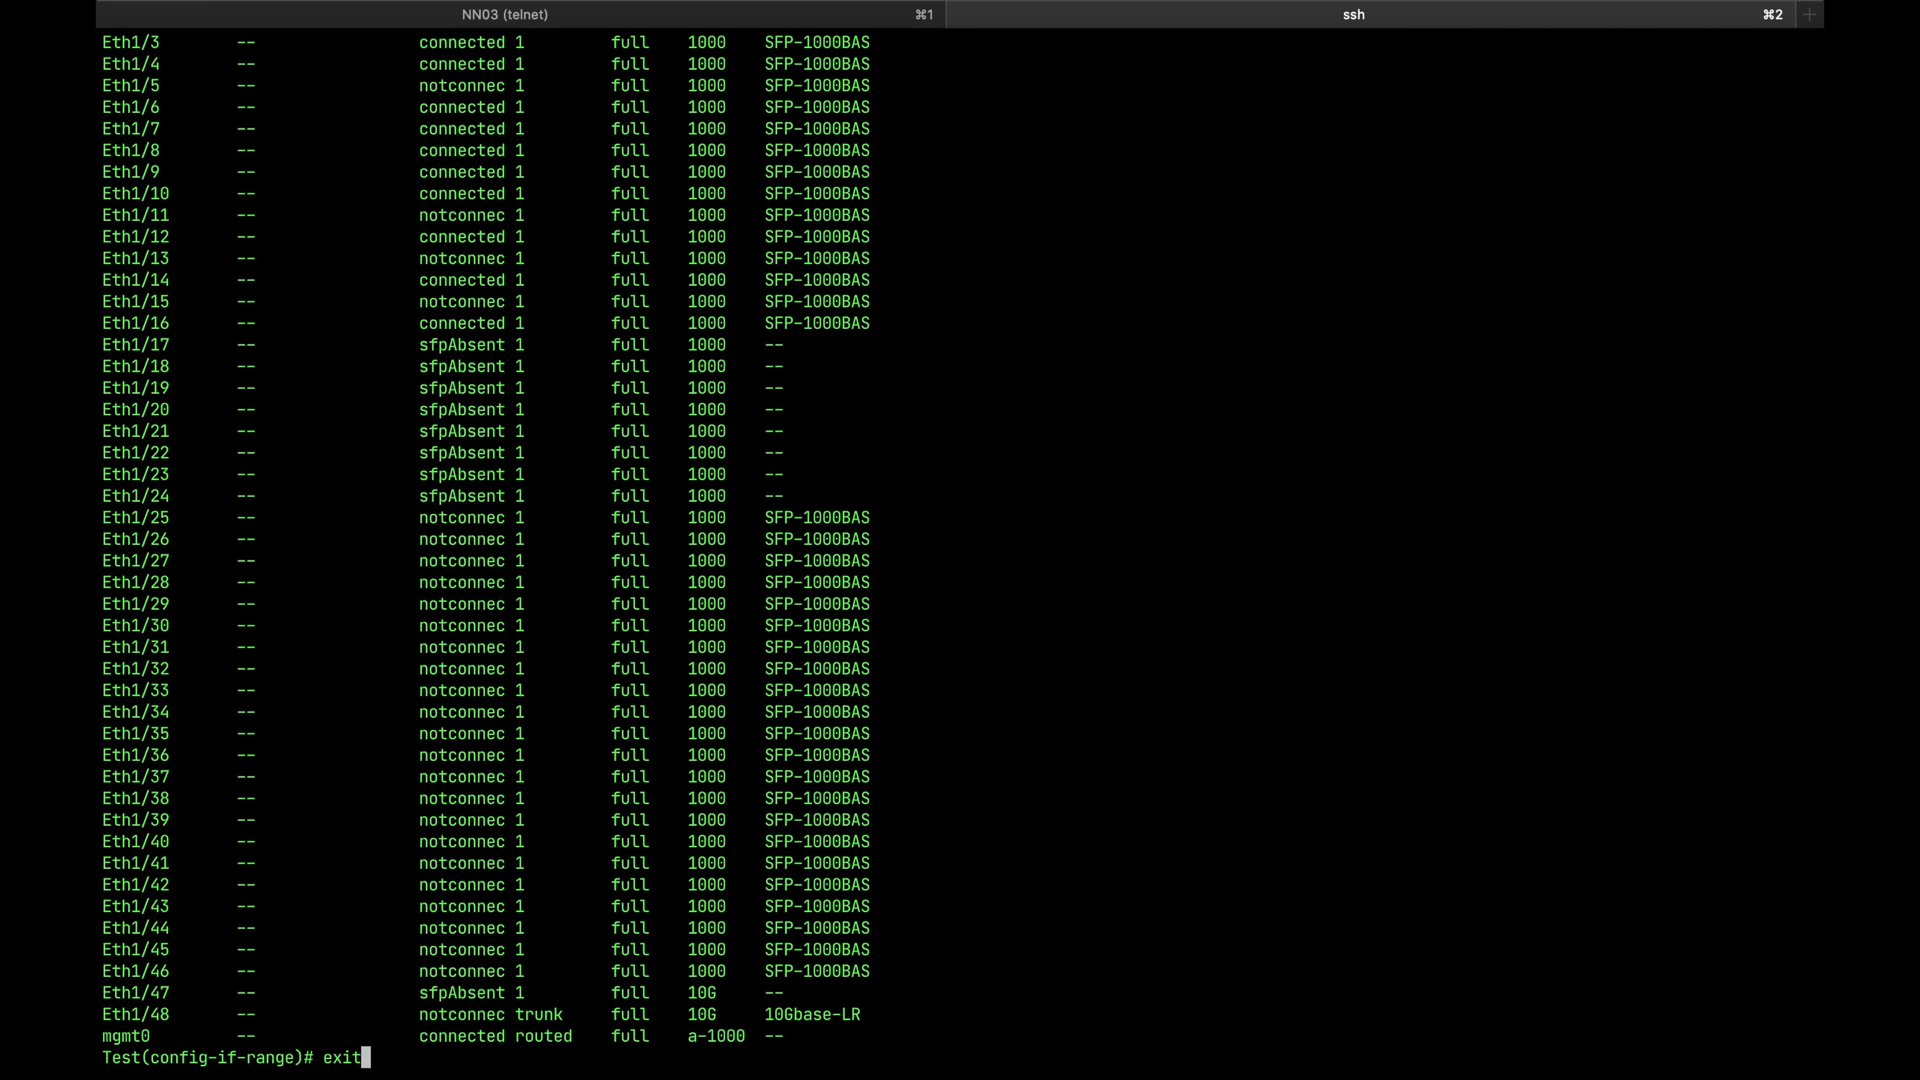 NN03 (telnet) ⌘1 ssh ⌘2 +
Eth1/3 -- connected 1 full 1000 SFP-1000BAS
Eth1/4 -- connected 1 full 1000 SFP-1000BAS
Eth1/5 -- notconnec 1 full 1000 SFP-1000BAS
Eth1/6 -- connected 1 full 1000 SFP-1000BAS
Eth1/7 -- connected 1 full 1000 SFP-1000BAS
Eth1/8 -- connected 1 full 1000 SFP-1000BAS
Eth1/9 -- connected 1 full 1000 SFP-1000BAS
Eth1/10 -- connected 1 full 1000 SFP-1000BAS
Eth1/11 -- notconnec 1 full 1000 SFP-1000BAS
Eth1/12 -- connected 1 full 1000 SFP-1000BAS
Eth1/13 -- notconnec 1 full 1000 SFP-1000BAS
Eth1/14 -- connected 1 full 1000 SFP-1000BAS
Eth1/15 -- notconnec 1 full 1000 SFP-1000BAS
Eth1/16 -- connected 1 full 1000 SFP-1000BAS
Eth1/17 -- sfpAbsent 1 full 1000 --
Eth1/18 -- sfpAbsent 1 full 1000 --
Eth1/19 -- sfpAbsent 1 full 1000 --
Eth1/20 -- sfpAbsent 1 full 1000 --
Eth1/21 -- sfpAbsent 1 full 1000 --
Eth1/22 -- sfpAbsent 1 full 1000 --
Eth1/23 -- sfpAbsent 1 full 1000 --
Eth1/24 -- sfpAbsent 1 full 1000 --
Eth1/25 -- notconnec 1 full 1000 SFP-1000BAS
Eth1/26 -- notconnec 1 full 1000 SFP-1000BAS
Eth1/27 -- notconnec 1 full 1000 SFP-1000BAS
Eth1/28 -- notconnec 1 full 1000 SFP-1000BAS
Eth1/29 -- notconnec 1 full 1000 SFP-1000BAS
Eth1/30 -- notconnec 1 full 1000 SFP-1000BAS
Eth1/31 -- notconnec 1 full 1000 SFP-1000BAS
Eth1/32 -- notconnec 1 full 1000 SFP-1000BAS
Eth1/33 -- notconnec 1 full 1000 SFP-1000BAS
Eth1/34 -- notconnec 1 full 1000 SFP-1000BAS
Eth1/35 -- notconnec 1 full 1000 SFP-1000BAS
Eth1/36 -- notconnec 1 full 1000 SFP-1000BAS
Eth1/37 -- notconnec 1 full 1000 SFP-1000BAS
Eth1/38 -- notconnec 1 full 1000 SFP-1000BAS
Eth1/39 -- notconnec 1 full 1000 SFP-1000BAS
Eth1/40 -- notconnec 1 full 1000 SFP-1000BAS
Eth1/41 -- notconnec 1 full 1000 SFP-1000BAS
Eth1/42 -- notconnec 1 full 1000 SFP-1000BAS
Eth1/43 -- notconnec 1 full 1000 SFP-1000BAS
Eth1/44 -- notconnec 1 full 1000 SFP-1000BAS
Eth1/45 -- notconnec 1 full 1000 SFP-1000BAS
Eth1/46 -- notconnec 1 full 1000 SFP-1000BAS
Eth1/47 -- sfpAbsent 1 full 10G --
Eth1/48 -- notconnec trunk full 10G 10Gbase-LR
mgmt0 -- connected routed full a-1000 --
Test(config-if-range)# exit